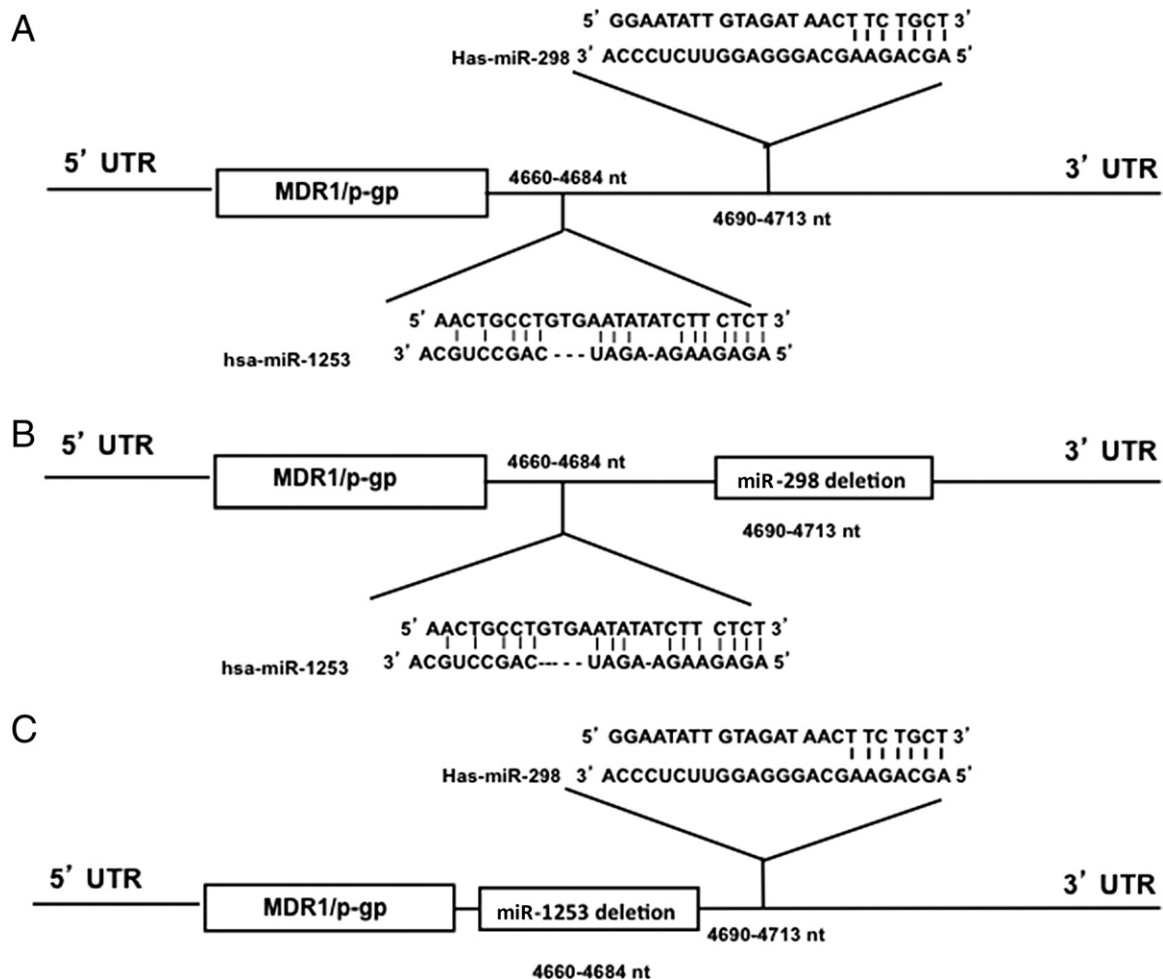 A
5' GGAATATT GTAGAT AACT TC TGCT 3'
Has-miR-298 3' ACCCUCUUGGAGGGACGAAGACGA 5'
5' UTR
MDR1/p-gp
4660-4684 nt
3' UTR
4690-4713 nt
5' AACTGCCTGTGAATATATCTT CTCT 3'
hsa-miR-1253 3' ACGUCCGAC - - - UAGA-AGAAGAGA 5'
B
5' UTR
MDR1/p-gp
4660-4684 nt
miR-298 deletion
3' UTR
4690-4713 nt
5' AACTGCCTGTGAATATATCTT CTCT 3'
hsa-miR-1253 3' ACGUCCGAC--- - - UAGA-AGAAGAGA 5'
C
5' GGAATATT GTAGAT AACT TC TGCT 3'
Has-miR-298 3' ACCCUCUUGGAGGGACGAAGACGA 5'
5' UTR
MDR1/p-gp
miR-1253 deletion
3' UTR
4690-4713 nt
4660-4684 nt